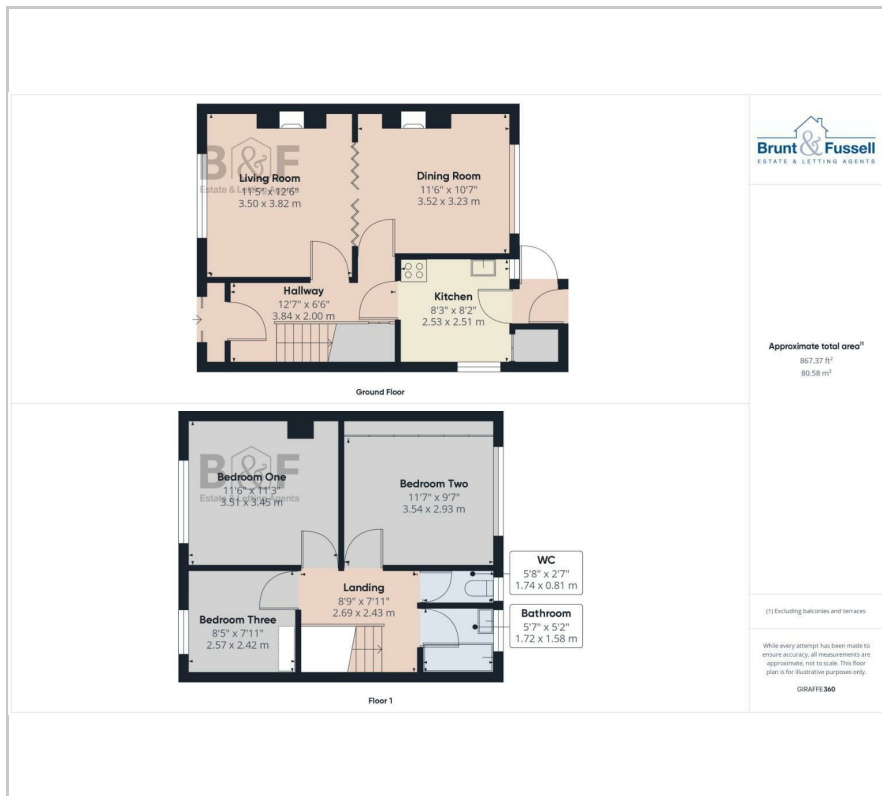 B&F
Estate & Letting Agents
Living Room
11'5" x 12'6"
3.50 x 3.82 m
Dining Room
11'6" x 10'7"
3.52 x 3.23 m
Hallway
12'7" x 6'6"
3.84 x 2.00 m
Kitchen
8'3" x 8'2"
2.53 x 2.51 m
Ground Floor
B&F
Estate & Letting Agents
Bedroom One
11'6" x 11'3"
3.51 x 3.45 m
Bedroom Two
11'7" x 9'7"
3.54 x 2.93 m
Landing
8'9" x 7'11"
2.69 x 2.43 m
Bedroom Three
8'5" x 7'11"
2.57 x 2.42 m
WC
5'8" x 2'7"
1.74 x 0.81 m
Bathroom
5'7" x 5'2"
1.72 x 1.58 m
Floor 1
Brunt & Fussell
ESTATE & LETTING AGENTS
Approximate total area⁽¹⁾
867.37 ft²
80.58 m²
(1) Excluding balconies and terraces
While every attempt has been made to
ensure accuracy, all measurements are
approximate, not to scale. This floor
plan is for illustrative purposes only.
GIRAFFE360